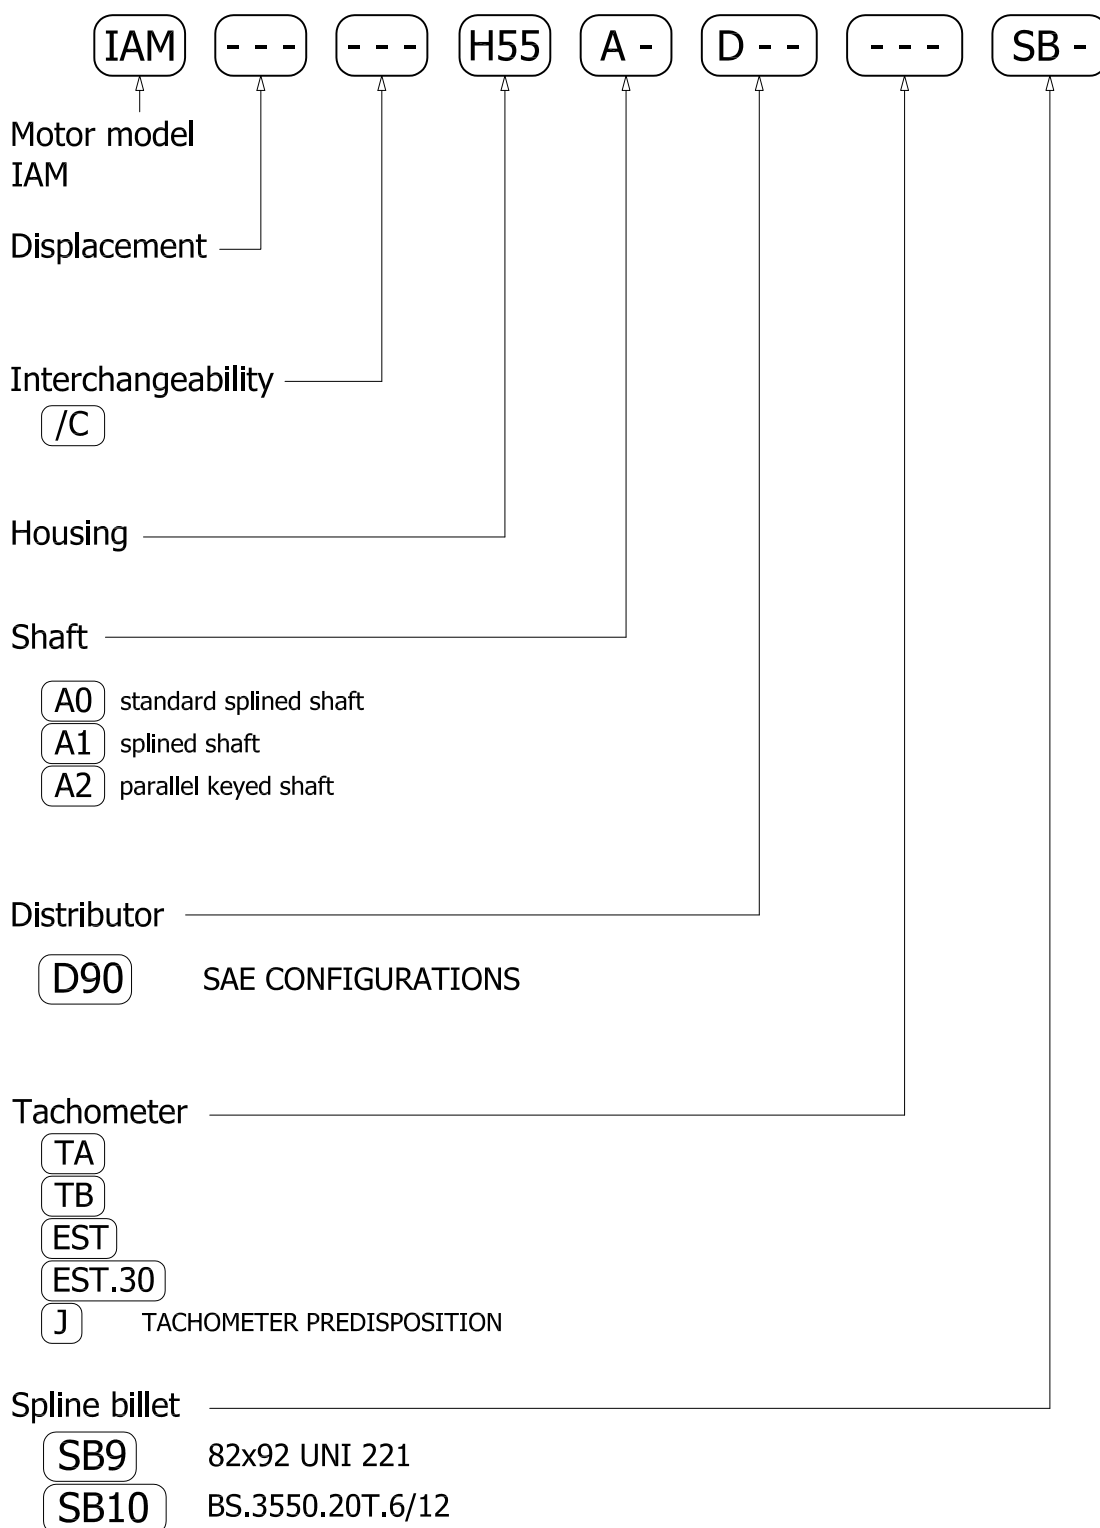 IAM - - - - - - H55 A - D - - - - - SB -
Motor model
IAM
Displacement
Interchangeability
/C
Housing
Shaft
A0 standard splined shaft
A1 splined shaft
A2 parallel keyed shaft
Distributor
D90 SAE CONFIGURATIONS
Tachometer
TA
TB
EST
EST.30
J TACHOMETER PREDISPOSITION
Spline billet
SB9 82x92 UNI 221
SB10 BS.3550.20T.6/12